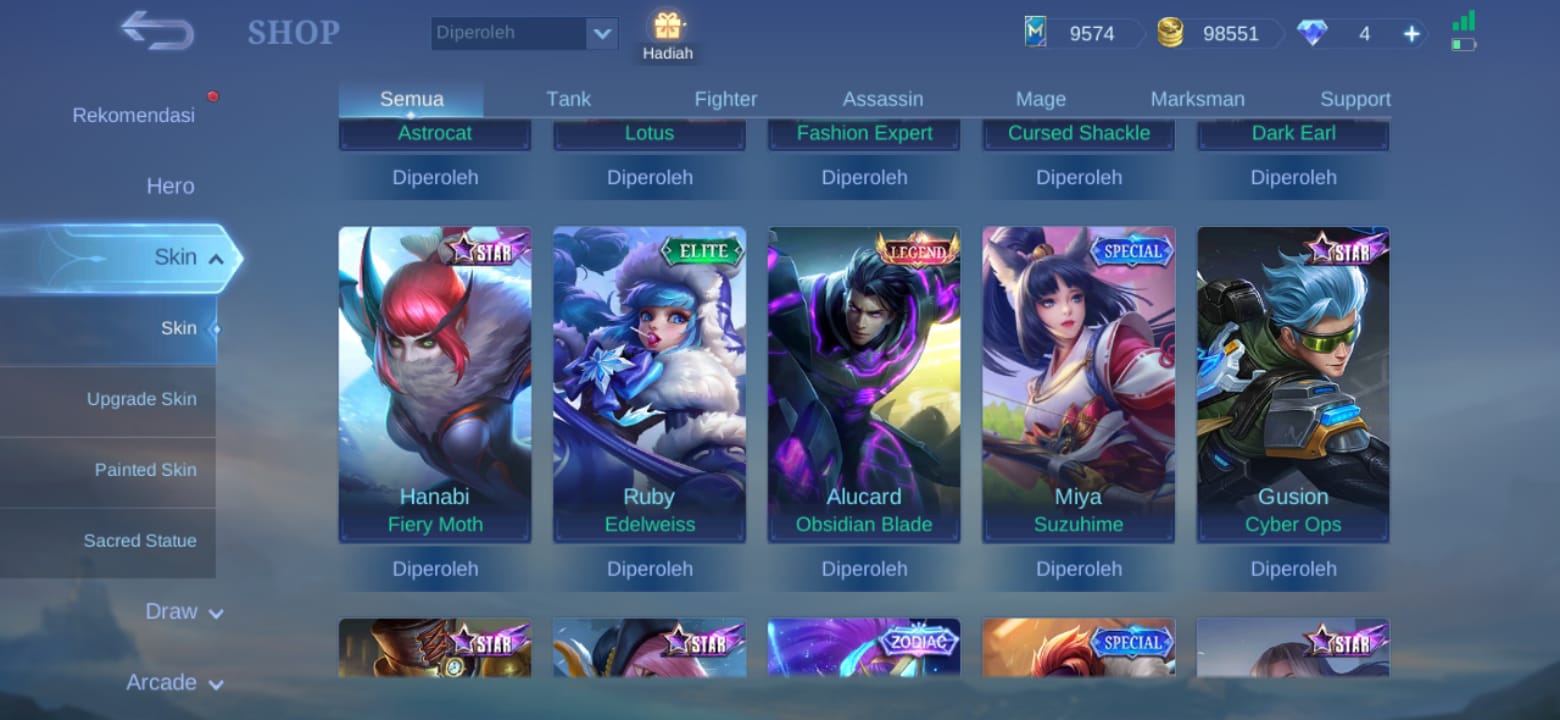 SHOP
Diperoleh
Hadiah
9574
98551
4
Rekomendasi
Hero
Skin
Skin
Upgrade Skin
Painted Skin
Sacred Statue
Draw
Arcade
Semua Tank Fighter Assassin Mage Marksman Support
Astrocat Lotus Fashion Expert Cursed Shackle Dark Earl
Diperoleh Diperoleh Diperoleh Diperoleh Diperoleh
STAR ELITE LEGEND SPECIAL STAR
Hanabi Ruby Alucard Miya Gusion
Fiery Moth Edelweiss Obsidian Blade Suzuhime Cyber Ops
Diperoleh Diperoleh Diperoleh Diperoleh Diperoleh
STAR STAR ZODIAC SPECIAL STAR